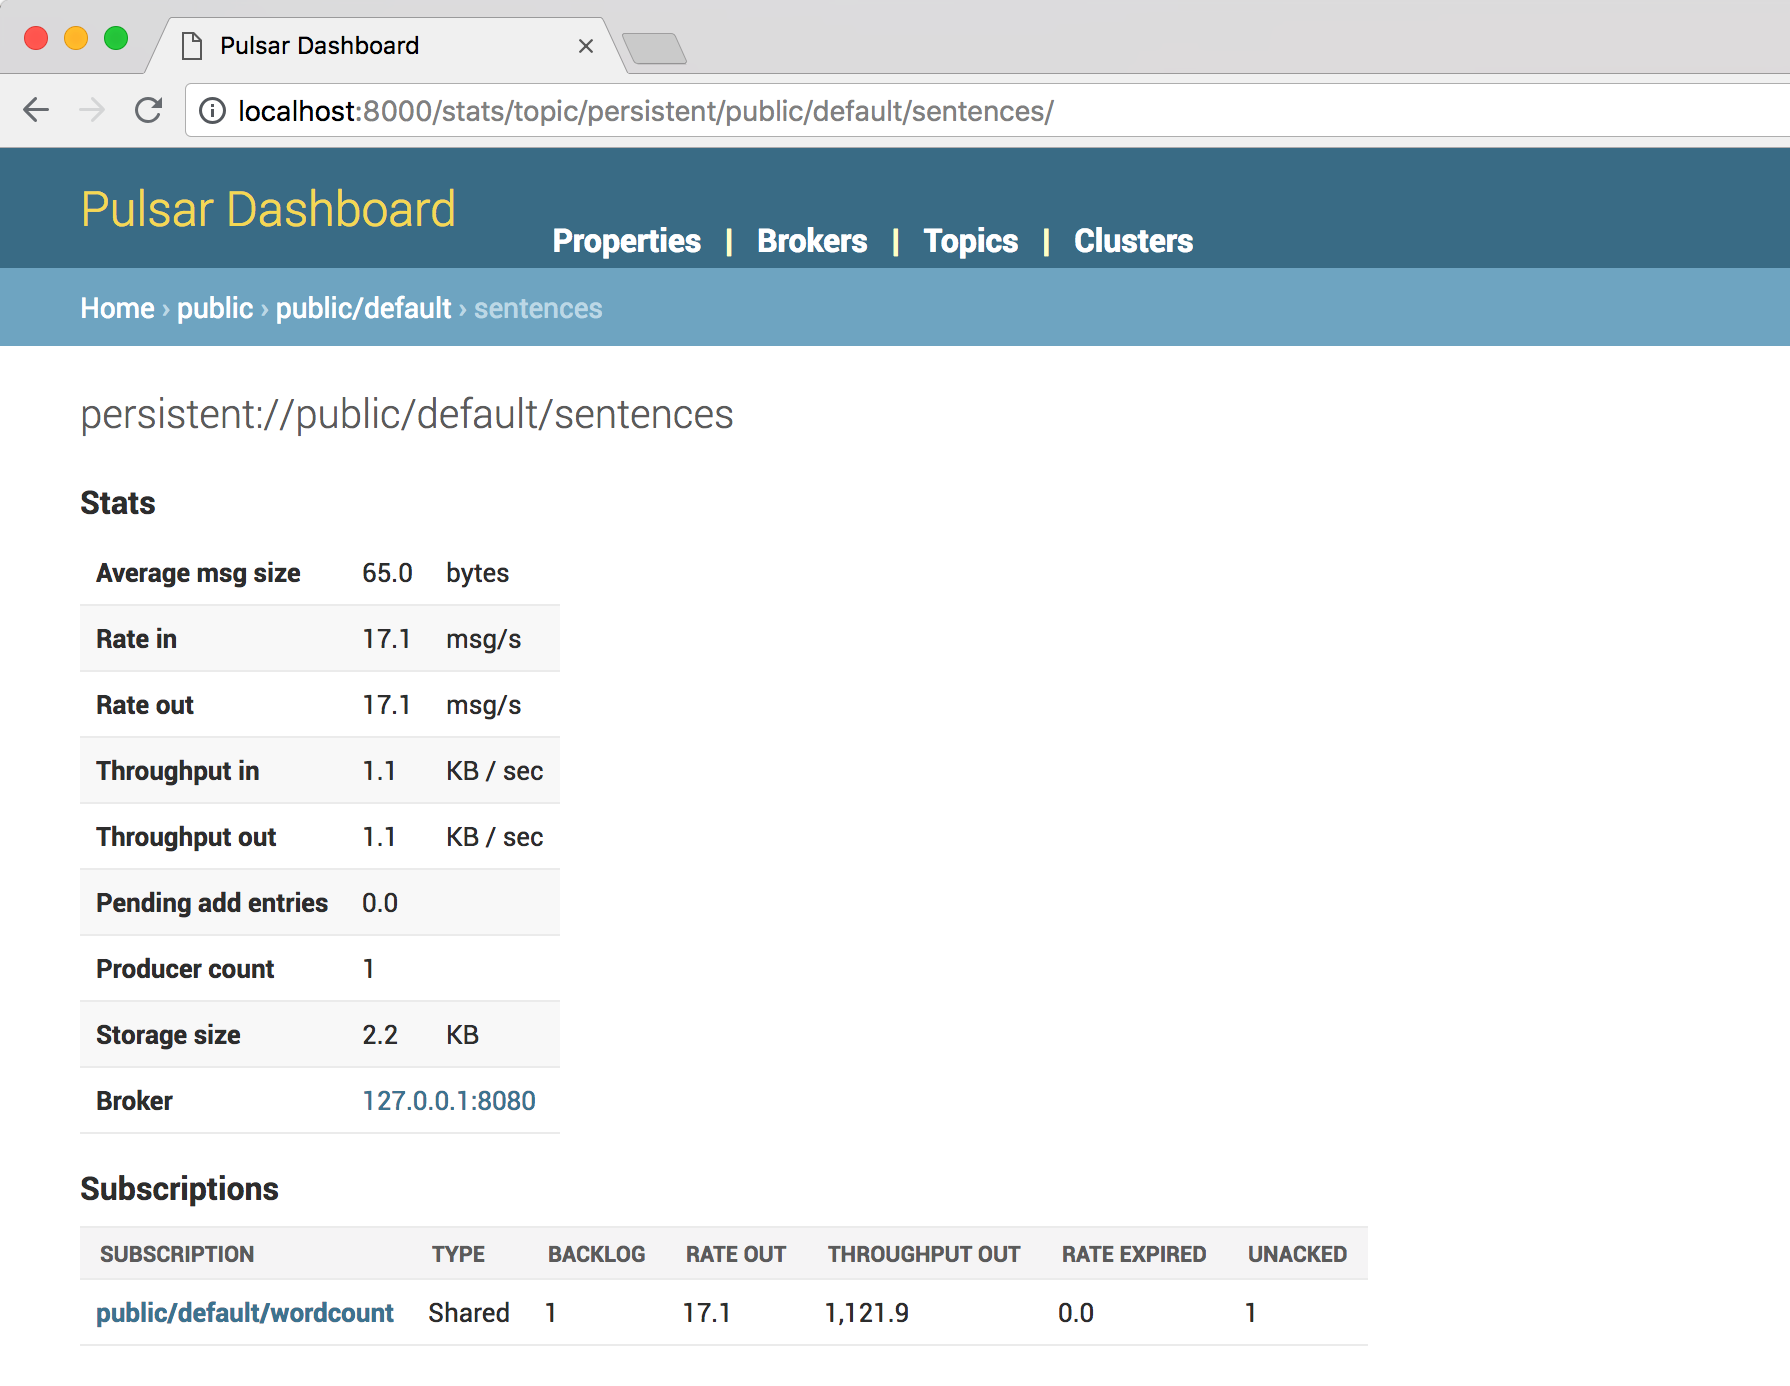 Pulsar Dashboard
localhost:8000/stats/topic/persistent/public/default/sentences/
Pulsar Dashboard
Properties | Brokers | Topics | Clusters
Home › public › public/default › sentences
persistent://public/default/sentences
Stats
Average msg size 65.0 bytes
Rate in 17.1 msg/s
Rate out 17.1 msg/s
Throughput in 1.1 KB / sec
Throughput out 1.1 KB / sec
Pending add entries 0.0
Producer count 1
Storage size 2.2 KB
Broker 127.0.0.1:8080
Subscriptions
SUBSCRIPTION TYPE BACKLOG RATE OUT THROUGHPUT OUT RATE EXPIRED UNACKED
public/default/wordcount Shared 1 17.1 1,121.9 0.0 1